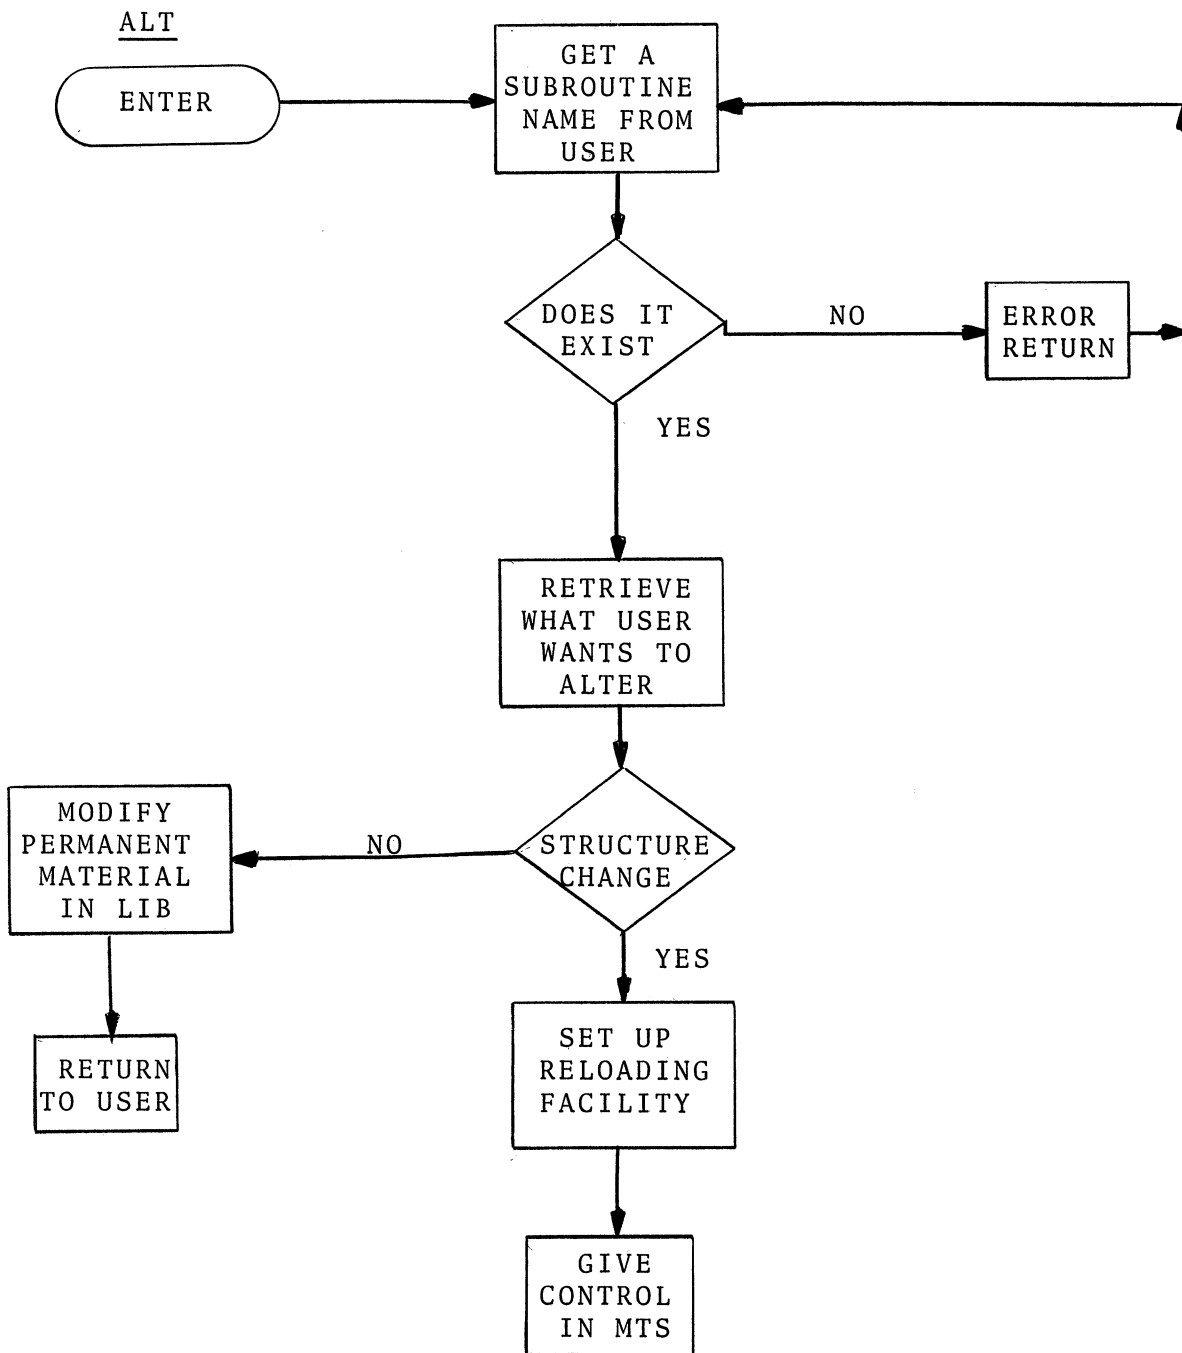 ALT
ENTER
GET A
SUBROUTINE
NAME FROM
USER
DOES IT
EXIST
NO
ERROR
RETURN
YES
RETRIEVE
WHAT USER
WANTS TO
ALTER
STRUCTURE
CHANGE
NO
MODIFY
PERMANENT
MATERIAL
IN LIB
RETURN
TO USER
YES
SET UP
RELOADING
FACILITY
GIVE
CONTROL
IN MTS